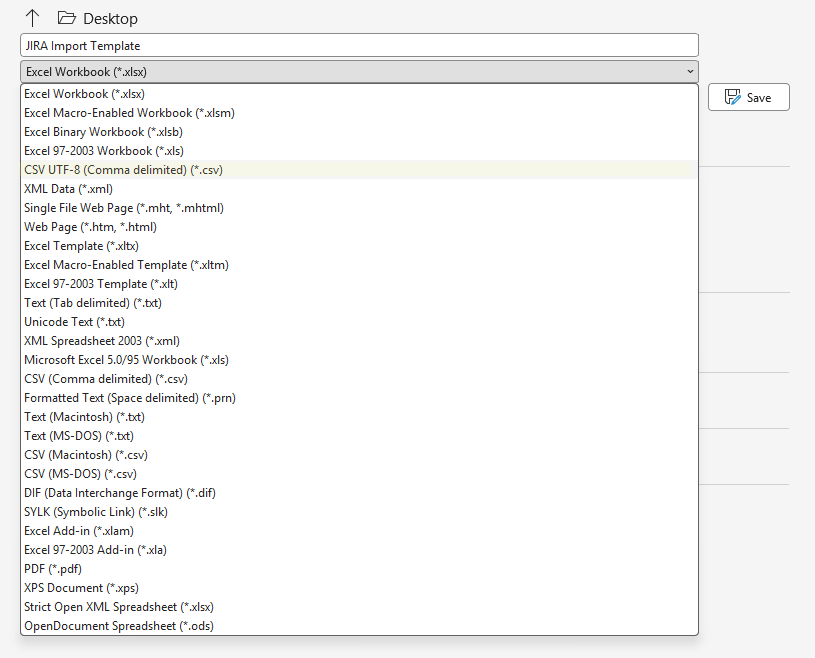 Desktop
JIRA Import Template
Excel Workbook (*.xlsx)
Save
Excel Workbook (*.xlsx)
Excel Macro-Enabled Workbook (*.xlsm)
Excel Binary Workbook (*.xlsb)
Excel 97-2003 Workbook (*.xls)
CSV UTF-8 (Comma delimited) (*.csv)
XML Data (*.xml)
Single File Web Page (*.mht, *.mhtml)
Web Page (*.htm, *.html)
Excel Template (*.xltx)
Excel Macro-Enabled Template (*.xltm)
Excel 97-2003 Template (*.xlt)
Text (Tab delimited) (*.txt)
Unicode Text (*.txt)
XML Spreadsheet 2003 (*.xml)
Microsoft Excel 5.0/95 Workbook (*.xls)
CSV (Comma delimited) (*.csv)
Formatted Text (Space delimited) (*.prn)
Text (Macintosh) (*.txt)
Text (MS-DOS) (*.txt)
CSV (Macintosh) (*.csv)
CSV (MS-DOS) (*.csv)
DIF (Data Interchange Format) (*.dif)
SYLK (Symbolic Link) (*.slk)
Excel Add-in (*.xlam)
Excel 97-2003 Add-in (*.xla)
PDF (*.pdf)
XPS Document (*.xps)
Strict Open XML Spreadsheet (*.xlsx)
OpenDocument Spreadsheet (*.ods)